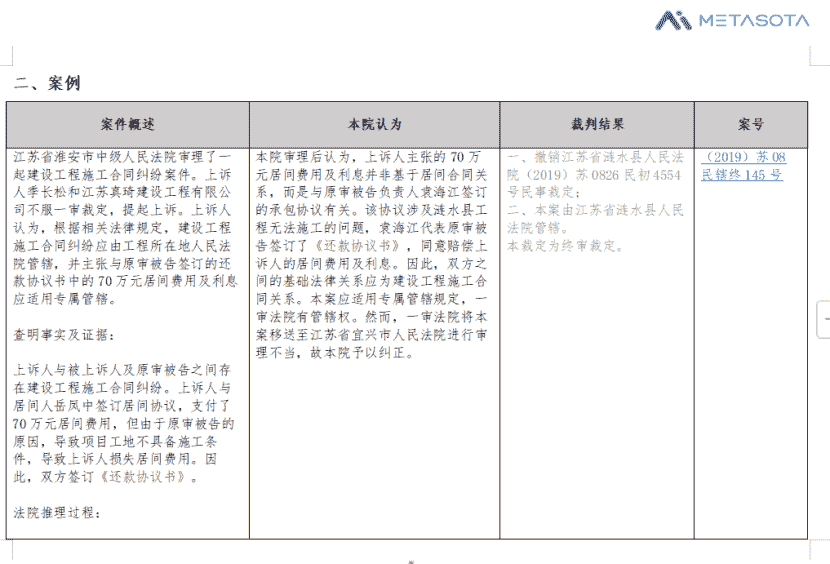 METASOTA
二、案例
案件概述
本院认为
裁判结果
案号
江苏省淮安市中级人民法院审理了一
起建设工程施工合同纠纷案件。上诉
人季长松和江苏真琦建设工程有限公
司不服一审裁定，提起上诉。上诉人
认为，根据相关法律规定，建设工程
施工合同纠纷应由工程所在地人民法
院管辖，并主张与原审被告签订的还
款协议书中的 70 万元居间费用及利息
应适用专属管辖。
查明事实及证据：
上诉人与被上诉人及原审被告之间存
在建设工程施工合同纠纷。上诉人与
居间人岳凤中签订居间协议，支付了
70 万元居间费用，但由于原审被告的
原因，导致项目工地不具备施工条
件，导致上诉人损失居间费用。因
此，双方签订《还款协议书》。
法院推理过程：
本院审理后认为，上诉人主张的 70 万
元居间费用及利息并非基于居间合同关
系，而是与原审被告负责人袁海江签订
的承包协议有关。该协议涉及涟水县工
程无法施工的问题，袁海江代表原审被
告签订了《还款协议书》，同意赔偿上
诉人的居间费用及利息。因此，双方之
间的基础法律关系应为建设工程施工合
同关系。本案应适用专属管辖规定，一
审法院有管辖权。然而，一审法院将本
案移送至江苏省宜兴市人民法院进行审
理不当，故本院予以纠正。
一、撤销江苏省涟水县人民法
院（2019）苏 0826 民初 4554
号民事裁定；
二、本案由江苏省涟水县人民
法院管辖。
本裁定为终审裁定。
（2019）苏 08
民辖终 145 号